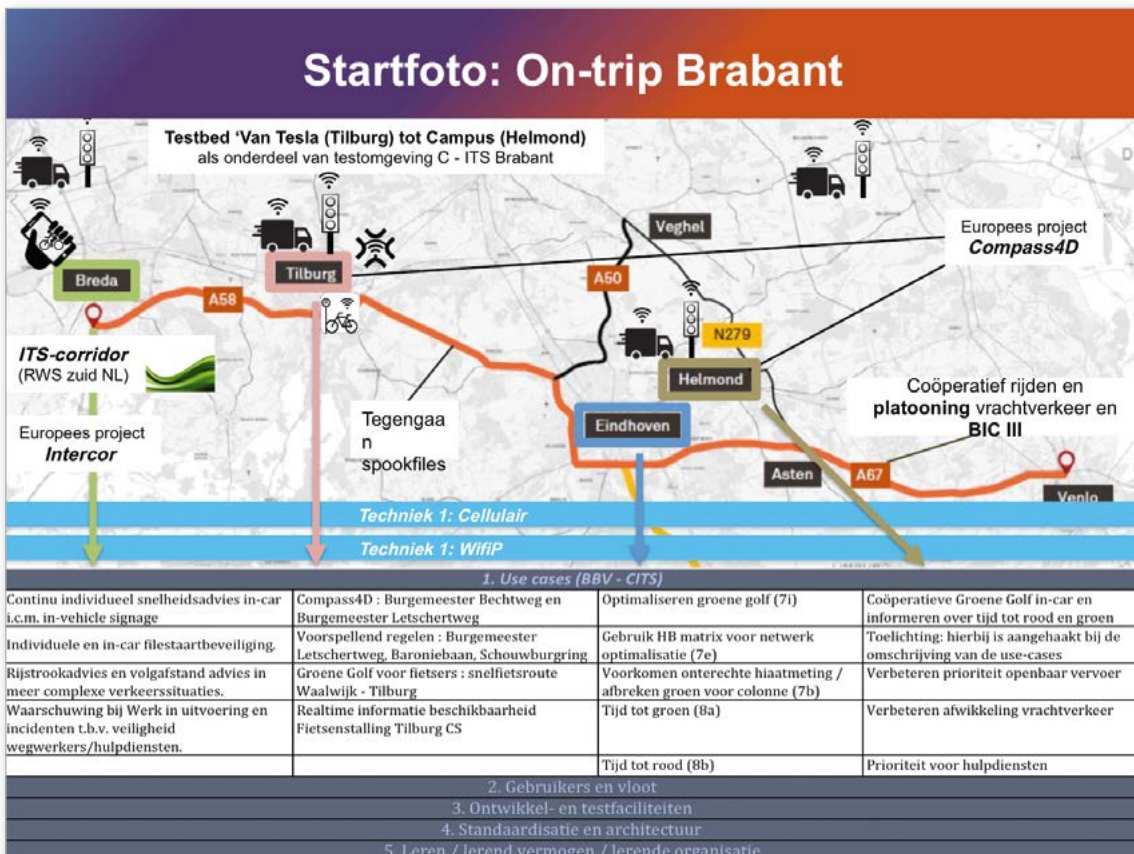 Startfoto: On-trip Brabant
Testbed 'Van Tesla (Tilburg) tot Campus (Helmond)
als onderdeel van testomgeving C - ITS Brabant
Europees project
Compass4D
Veghel
Breda
Tilburg
A58
A50
N279
ITS-corridor
(RWS zuid NL)
Helmond
Coöperatief rijden en
platooning vrachtverkeer en
BIC III
Europees project
Intercor
Tegengaa
n
spookfiles
Eindhoven
Asten
A67
Venlo
Techniek 1: Cellulair
Techniek 1: WifiP
1. Use cases (BBV - CITS)
Continu individueel snelheidsadvies in-car
i.c.m. in-vehicle signage
Compass4D : Burgemeester Bechtweg en
Burgemeester Letschertweg
Optimaliseren groene golf (7i)
Coöperatieve Groene Golf in-car en
informeren over tijd tot rood en groen
Individuele en in-car filestaartbeveiliging.
Voorspellend regelen : Burgemeester
Letschertweg, Baroniebaan, Schouwburgring
Gebruik HB matrix voor netwerk
optimalisatie (7e)
Toelichting: hierbij is aangehaakt bij de
omschrijving van de use-cases
Rijstrookadvies en volgafstand advies in
meer complexe verkeerssituaties.
Groene Golf voor fietsers : snelfietsroute
Waalwijk - Tilburg
Voorkomen onterechte hiaatmeting /
afbreken groen voor colonne (7b)
Verbeteren prioriteit openbaar vervoer
Waarschuwing bij Werk in uitvoering en
incidenten t.b.v. veiligheid
wegwerkers/hulpdiensten.
Realtime informatie beschikbaarheid
Fietsenstalling Tilburg CS
Tijd tot groen (8a)
Verbeteren afwikkeling vrachtverkeer
Tijd tot rood (8b)
Prioriteit voor hulpdiensten
2. Gebruikers en vloot
3. Ontwikkel- en testfaciliteiten
4. Standaardisatie en architectuur
5. Leren / lerend vermogen / lerende organisatie